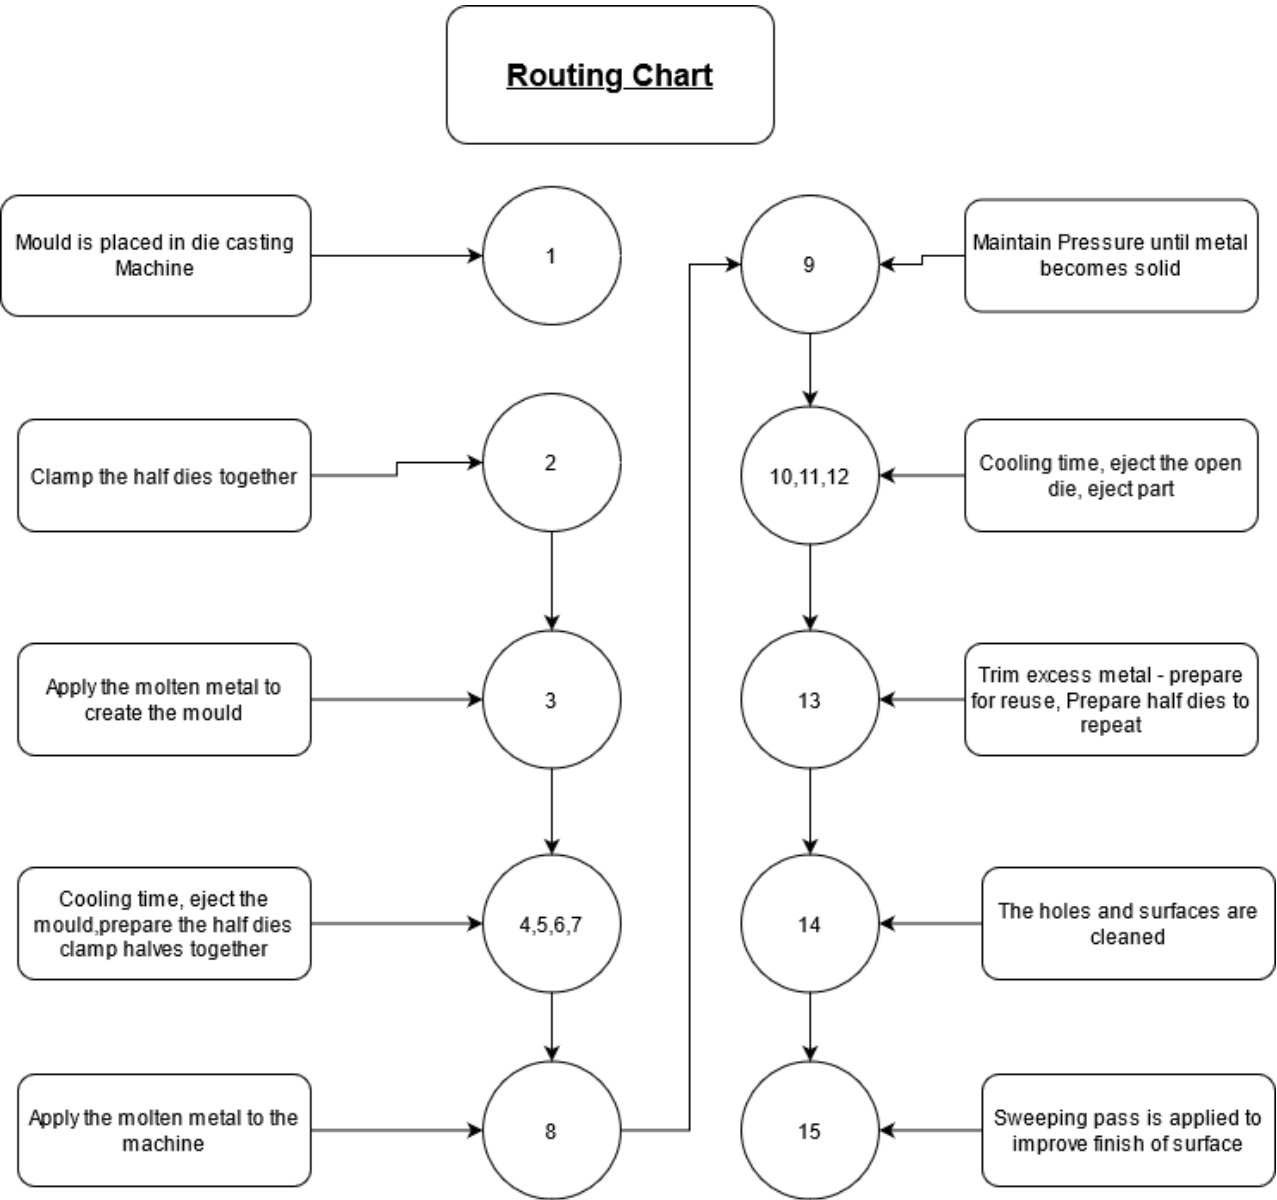 Routing Chart
Mould is placed in die casting
Machine
1
Clamp the half dies together
2
Apply the molten metal to
create the mould
3
Cooling time, eject the
mould,prepare the half dies
clamp halves together
4,5,6,7
Apply the molten metal to the
machine
8
9
Maintain Pressure until metal
becomes solid
10,11,12
Cooling time, eject the open
die, eject part
13
Trim excess metal - prepare
for reuse, Prepare half dies to
repeat
14
The holes and surfaces are
cleaned
15
Sweeping pass is applied to
improve finish of surface